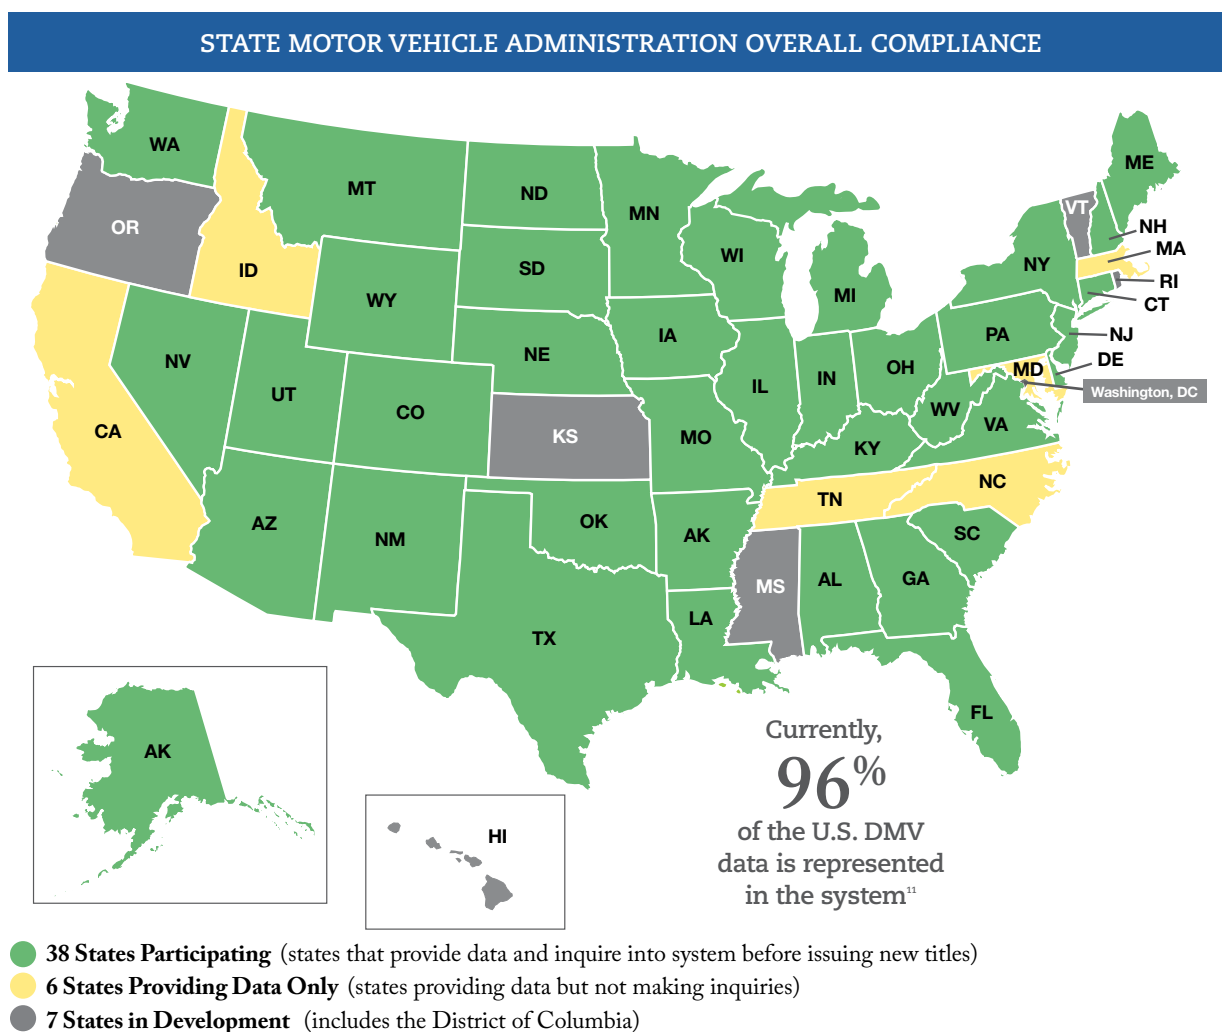 STATE MOTOR VEHICLE ADMINISTRATION OVERALL COMPLIANCE
WA
MT
ND
MN
ME
OR
ID
SD
WI
VT
NH
MA
NY
RI
CT
WY
MI
IA
PA
NJ
NV
NE
DE
MD
Washington, DC
UT
CO
IL
IN
OH
WV
VA
CA
KS
MO
KY
TN
NC
AZ
NM
OK
AK
SC
MS
AL
GA
LA
TX
FL
AK
HI
Currently,
96%
of the U.S. DMV
data is represented
in the system11
38 States Participating (states that provide data and inquire into system before issuing new titles)
6 States Providing Data Only (states providing data but not making inquiries)
7 States in Development (includes the District of Columbia)